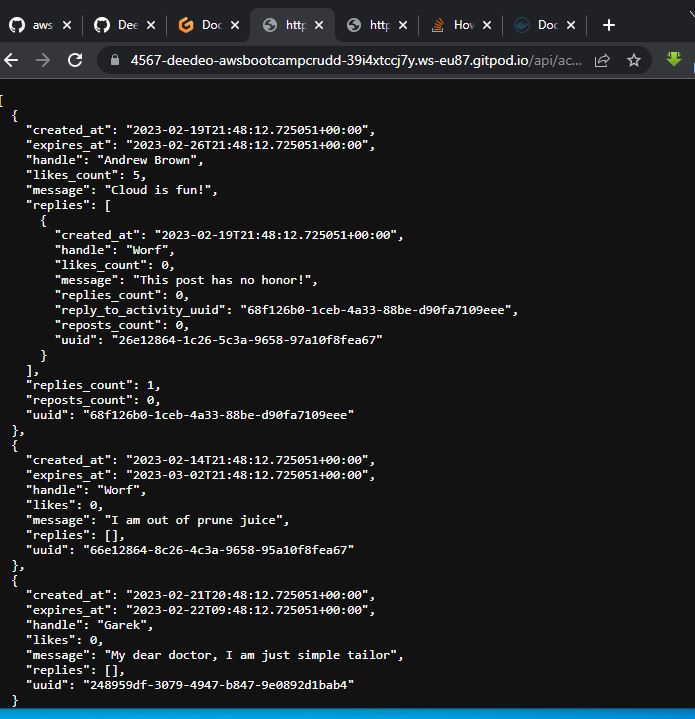 aws
Dee
Doc
http
http
How
Doc
4567-deedeo-awsbootcampcrudd-39i4xtccj7y.ws-eu87.gitpod.io/api/ac...
[
{
"created_at": "2023-02-19T21:48:12.725051+00:00",
"expires_at": "2023-02-26T21:48:12.725051+00:00",
"handle": "Andrew Brown",
"likes_count": 5,
"message": "Cloud is fun!",
"replies": [
{
"created_at": "2023-02-19T21:48:12.725051+00:00",
"handle": "Worf",
"likes_count": 0,
"message": "This post has no honor!",
"replies_count": 0,
"reply_to_activity_uuid": "68f126b0-1ceb-4a33-88be-d90fa7109eee",
"reposts_count": 0,
"uuid": "26e12864-1c26-5c3a-9658-97a10f8fea67"
}
],
"replies_count": 1,
"reposts_count": 0,
"uuid": "68f126b0-1ceb-4a33-88be-d90fa7109eee"
},
{
"created_at": "2023-02-14T21:48:12.725051+00:00",
"expires_at": "2023-03-02T21:48:12.725051+00:00",
"handle": "Worf",
"likes": 0,
"message": "I am out of prune juice",
"replies": [],
"uuid": "66e12864-8c26-4c3a-9658-95a10f8fea67"
},
{
"created_at": "2023-02-21T20:48:12.725051+00:00",
"expires_at": "2023-02-22T09:48:12.725051+00:00",
"handle": "Garek",
"likes": 0,
"message": "My dear doctor, I am just simple tailor",
"replies": [],
"uuid": "248959df-3079-4947-b847-9e0892d1bab4"
}